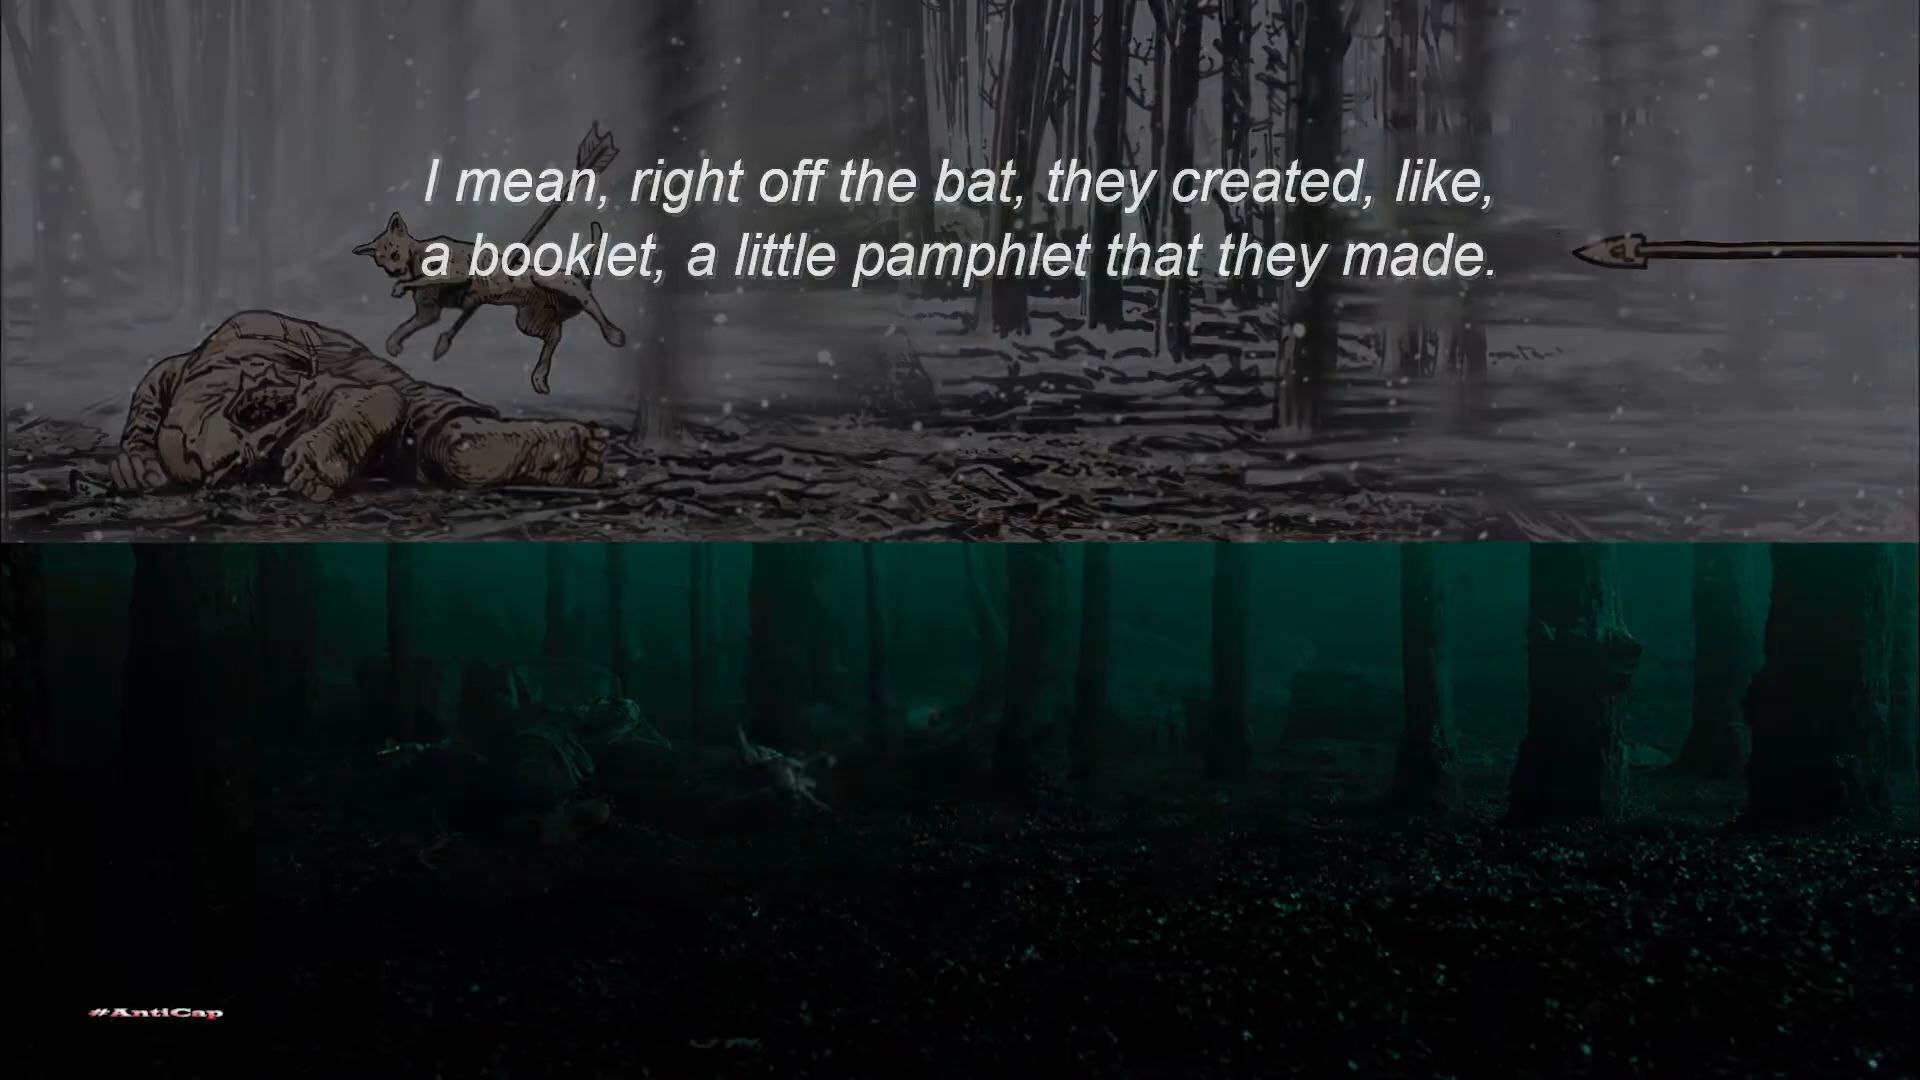 I mean, right off the bat, they created, like,
a booklet, a little pamphlet that they made.
#AntiCap